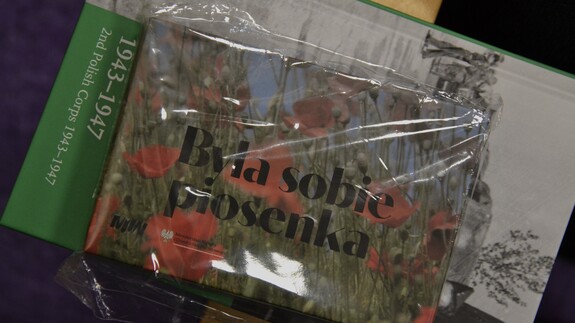 1943–1947
2nd Polish Corps 1943–1947
Była sobie
piosenka